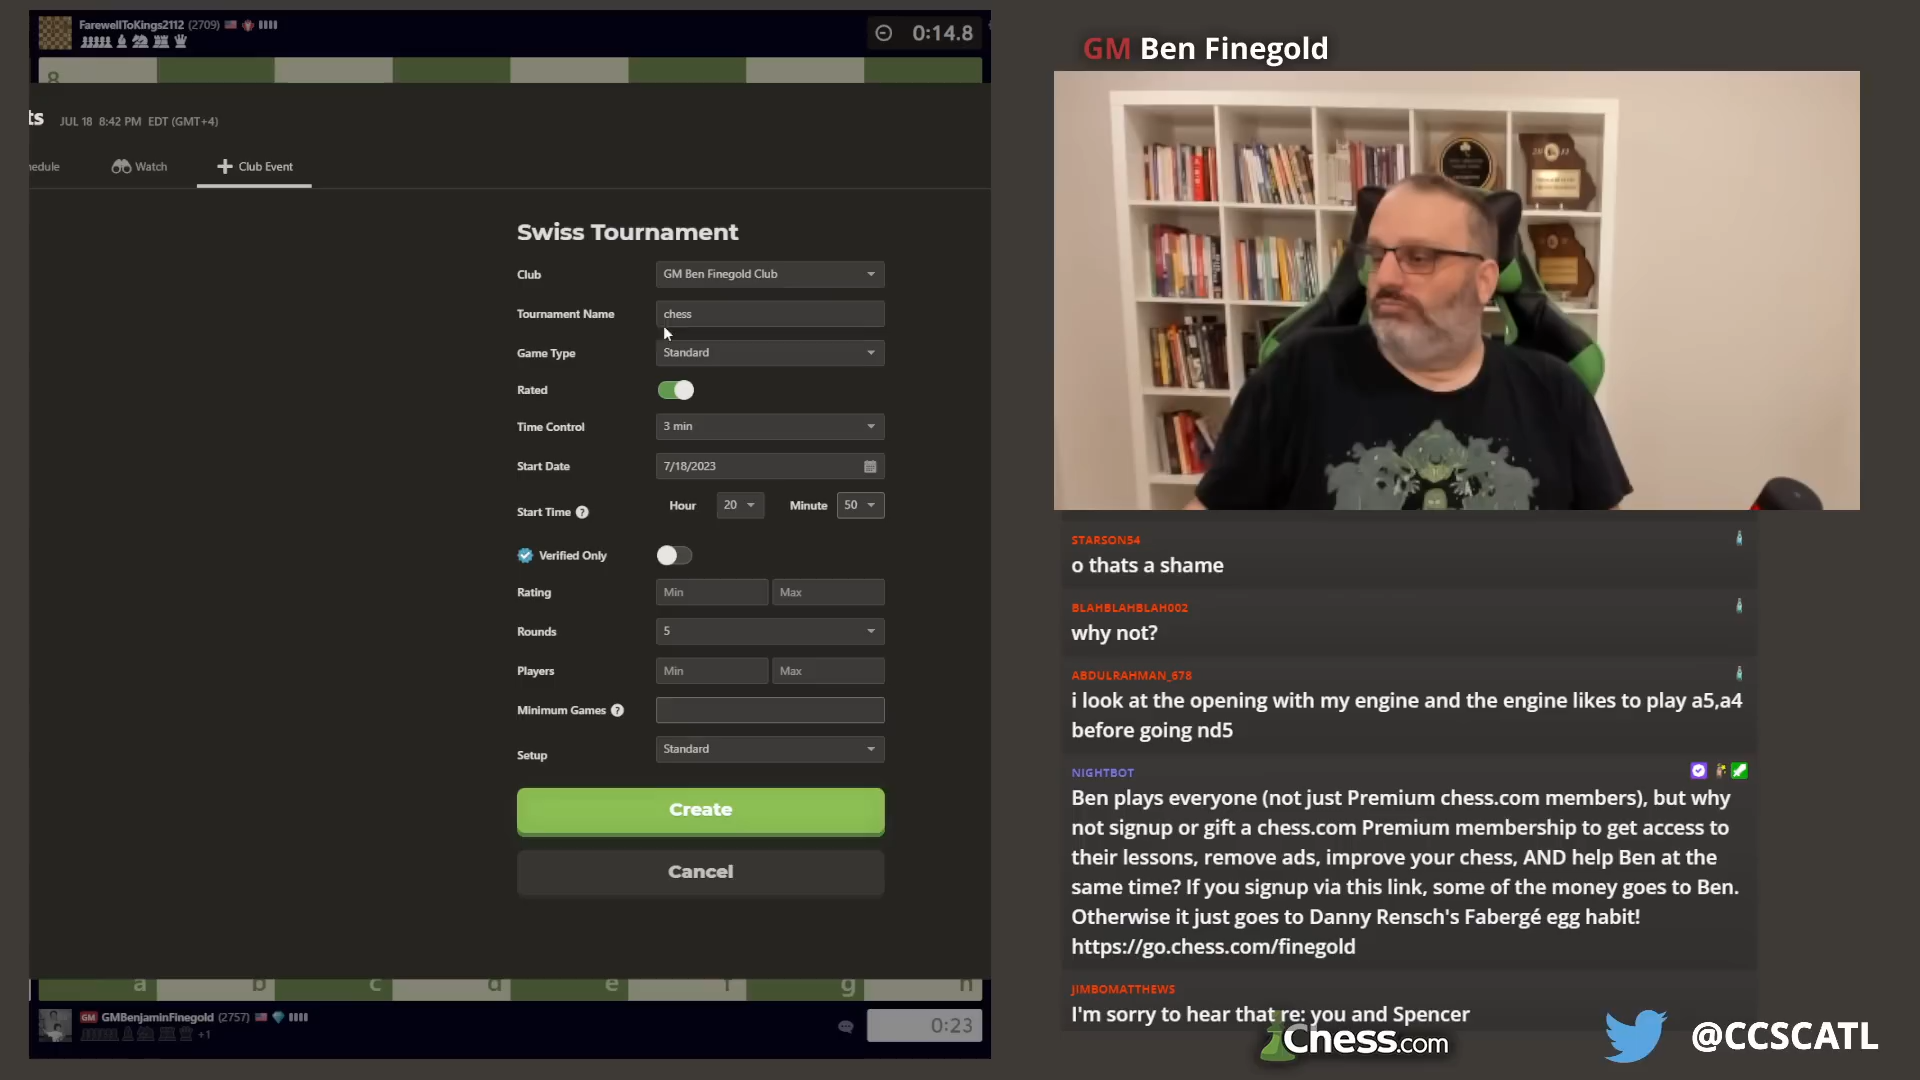 FarewellToKings2112 (2709)
0:14.8
8
ts JUL 18 8:42 PM EDT (GMT+4)
hedule Watch Club Event
Swiss Tournament
Club GM Ben Finegold Club
Tournament Name chess
Game Type Standard
Rated
Time Control 3 min
Start Date 7/18/2023
Start Time ? Hour 20 Minute 50
Verified Only
Rating Min Max
Rounds 5
Players Min Max
Minimum Games ?
Setup Standard
Create
Cancel
a b c d e f g h
GM GMBenjaminFinegold (2757)
+1
0:23
GM Ben Finegold
STARSON54
o thats a shame
BLAHBLAHBLAH002
why not?
ABDULRAHMAN_678
i look at the opening with my engine and the engine likes to play a5,a4
before going nd5
NIGHTBOT
Ben plays everyone (not just Premium chess.com members), but why
not signup or gift a chess.com Premium membership to get access to
their lessons, remove ads, improve your chess, AND help Ben at the
same time? If you signup via this link, some of the money goes to Ben.
Otherwise it just goes to Danny Rensch's Fabergé egg habit!
https://go.chess.com/finegold
JIMBOMATTHEWS
I'm sorry to hear that re: you and Spencer
Chess.com
@CCSCATL